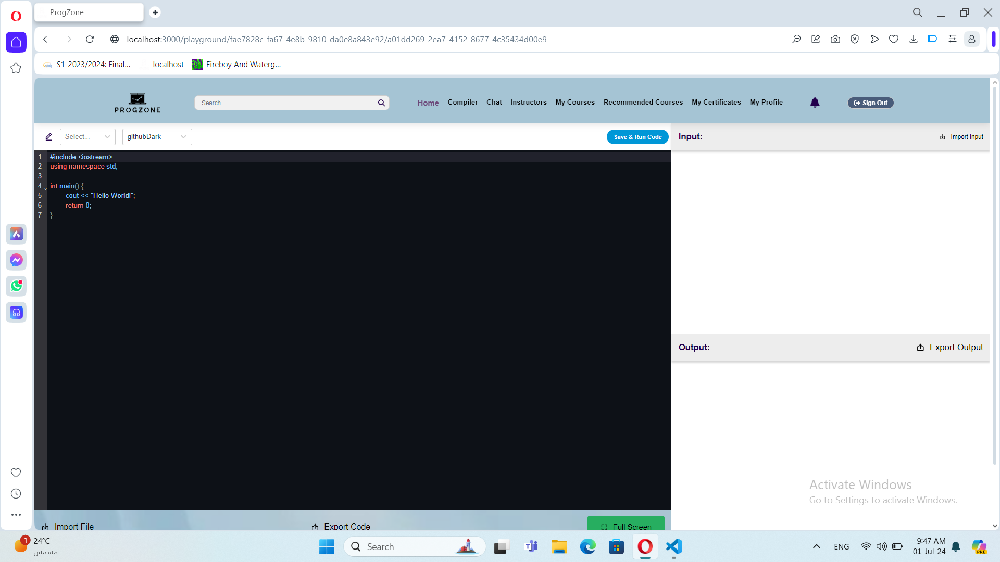 ProgZone
localhost:3000/playground/fae7828c-fa67-4e8b-9810-da0e8a843e92/a01dd269-2ea7-4152-8677-4c35434d00e9
S1-2023/2024: Final...
localhost
Fireboy And Waterg...
PROGZONE
Search...
Home
Compiler
Chat
Instructors
My Courses
Recommended Courses
My Certificates
My Profile
Sign Out
Select...
githubDark
Save & Run Code
Input:
Import Input
1 #include <iostream>
2 using namespace std;
3
4 int main() {
5 cout << "Hello World!";
6 return 0;
7 }
Output:
Export Output
Activate Windows
Go to Settings to activate Windows.
Import File
Export Code
Full Screen
1
24°C
مشمس
Search
ENG
9:47 AM
01-Jul-24
PRE